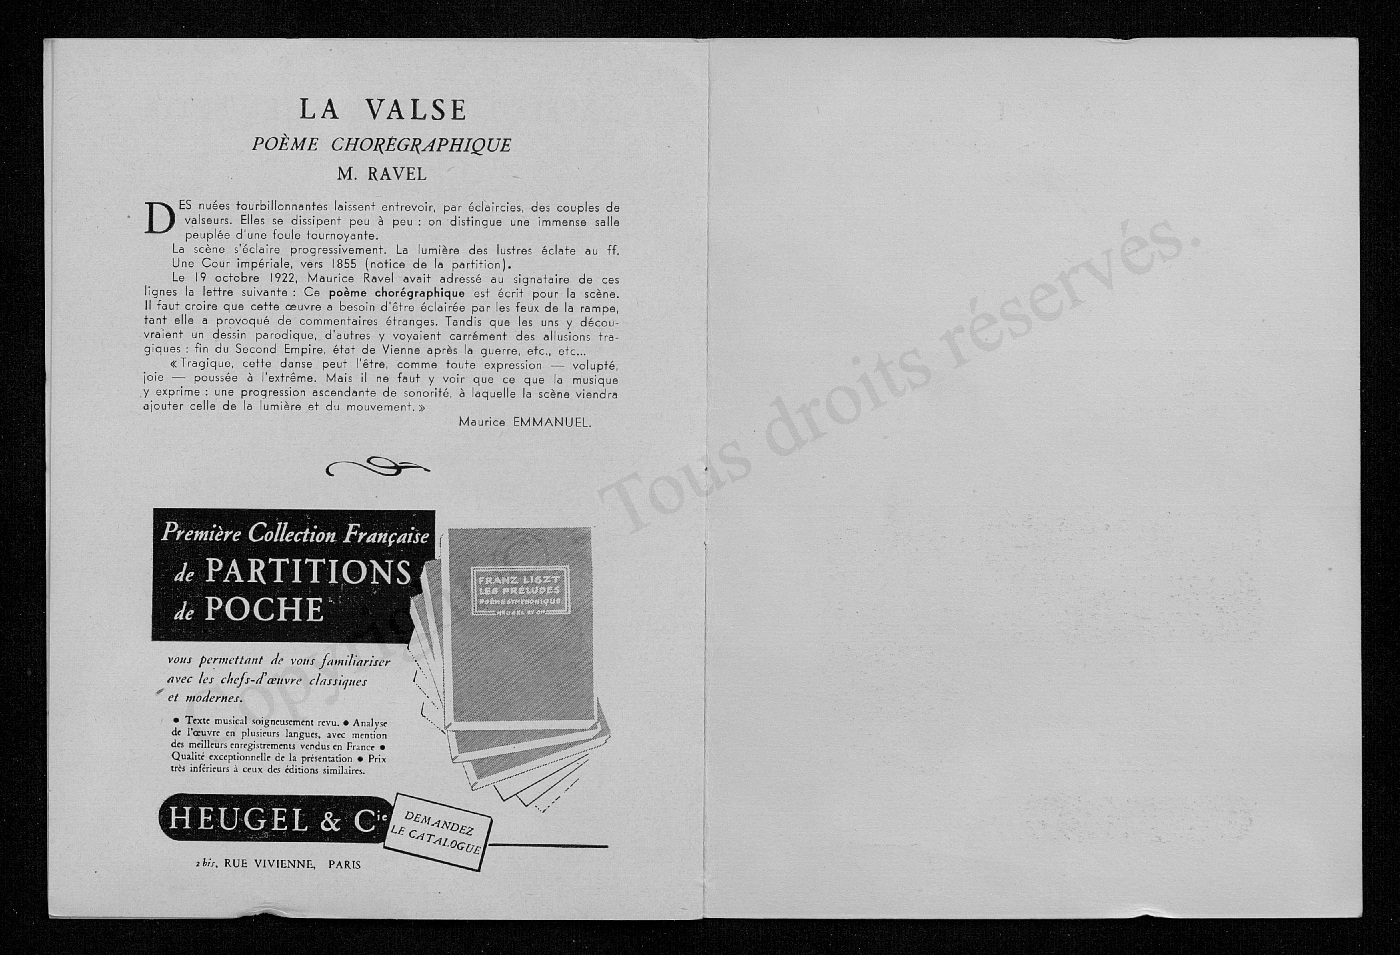 LA VALSE
POÈME CHORÉGRAPHIQUE
M. RAVEL
DES nuées tourbillonnantes laissent entrevoir, par éclaircies, des couples de
valseurs. Elles se dissipent peu à peu : on distingue une immense salle
peuplée d'une foule tournoyante.
La scène s'éclaire progressivement. La lumière des lustres éclate au ff.
Une Cour impériale, vers 1855 (notice de la partition).
Le 19 octobre 1922, Maurice Ravel avait adressé au signataire de ces
lignes la lettre suivante : Ce poème chorégraphique est écrit pour la scène.
Il faut croire que cette œuvre a besoin d'être éclairée par les feux de la rampe,
tant elle a provoqué de commentaires étranges. Tandis que les uns y décou-
vraient un dessin parodique, d'autres y voyaient carrément des allusions tra-
giques : fin du Second Empire, état de Vienne après la guerre, etc., etc...
« Tragique, cette danse peut l'être, comme toute expression — volupté,
joie — poussée à l'extrême. Mais il ne faut y voir que ce que la musique
y exprime : une progression ascendante de sonorité, à laquelle la scène viendra
ajouter celle de la lumière et du mouvement. »
Maurice EMMANUEL.
Première Collection Française
de PARTITIONS
de POCHE
FRANZ LISZT
LES PRÉLUDES
POÈME SYMPHONIQUE
HEUGEL ET Cie
vous permettant de vous familiariser
avec les chefs-d'œuvre classiques
et modernes.
• Texte musical soigneusement revu. • Analyse
de l'œuvre en plusieurs langues, avec mention
des meilleurs enregistrements vendus en France •
Qualité exceptionnelle de la présentation • Prix
très inférieurs à ceux des éditions similaires.
HEUGEL & Cie
DEMANDEZ
LE CATALOGUE
2 bis, RUE VIVIENNE, PARIS
Copyright © Tous droits réservés.